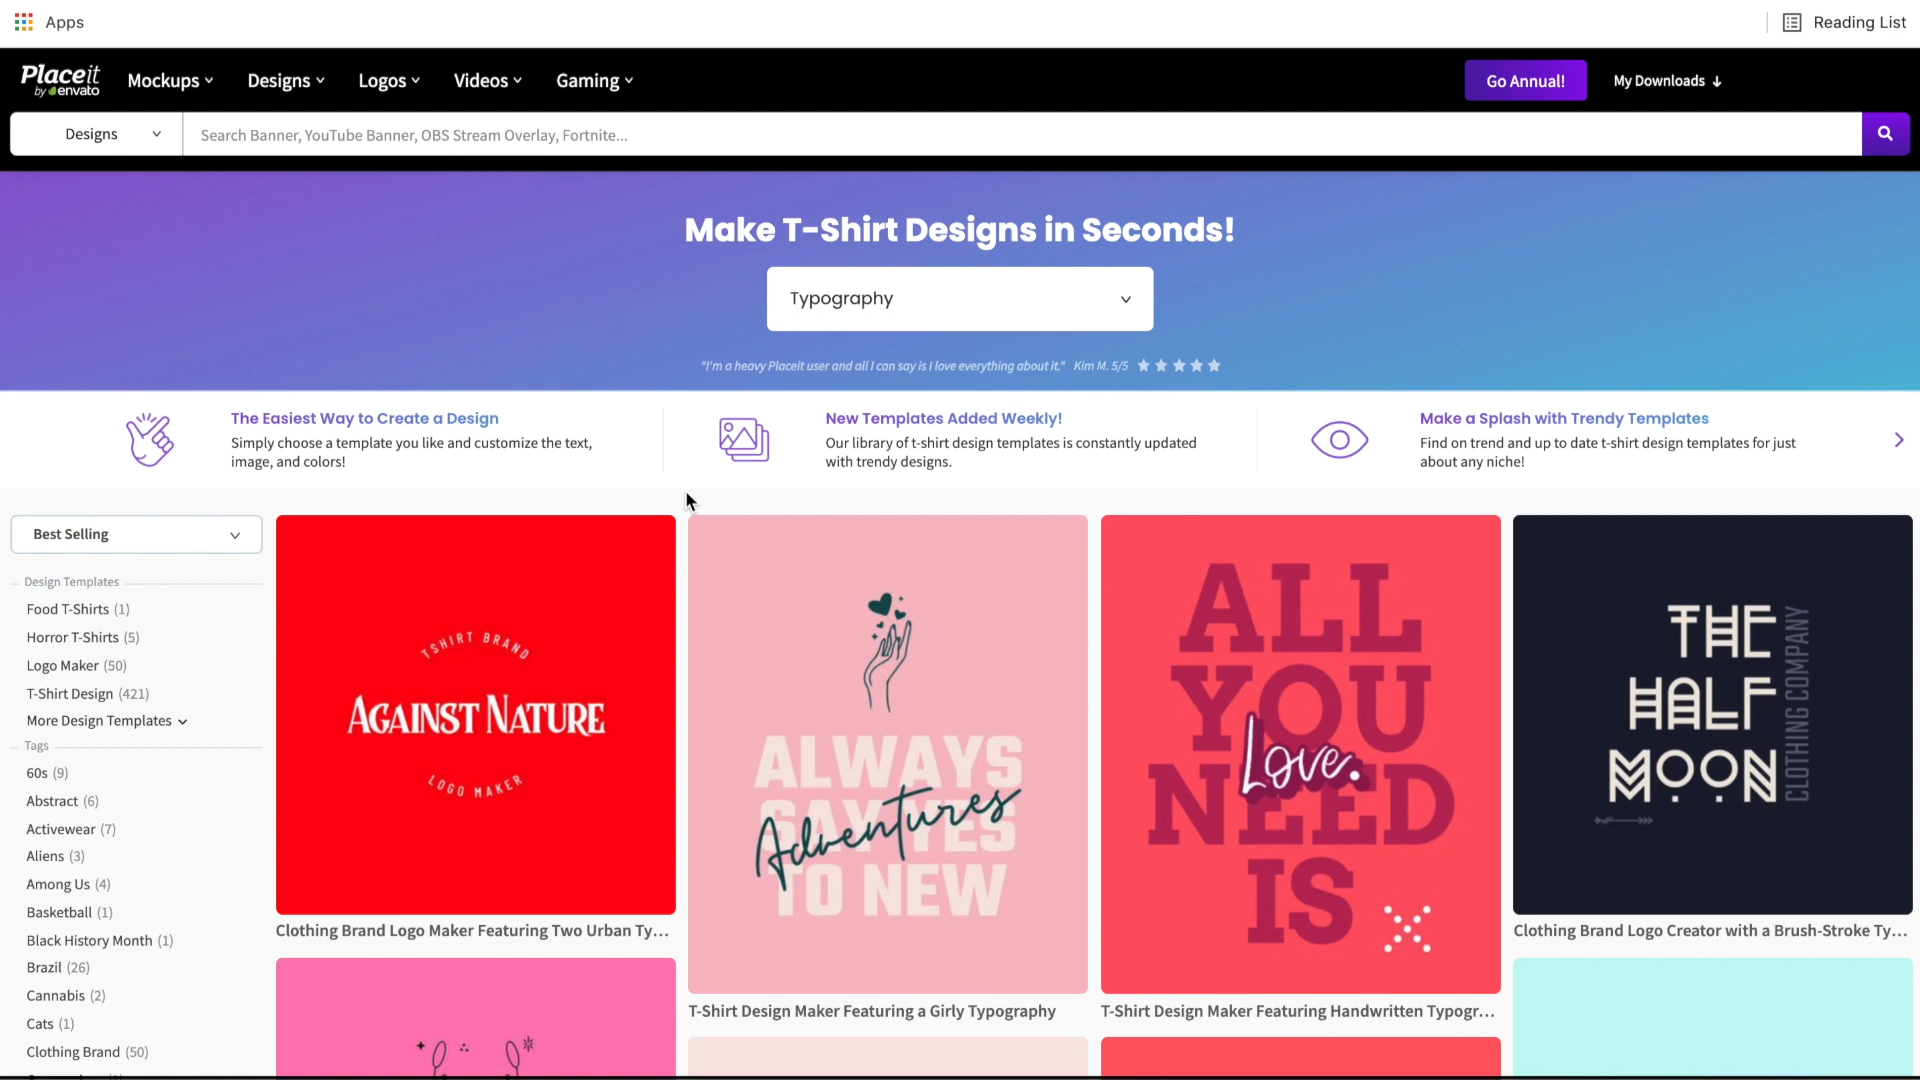 Apps
Reading List
Placeit
by envato
Mockups
Designs
Logos
Videos
Gaming
Go Annual!
My Downloads
Designs
Search Banner, YouTube Banner, OBS Stream Overlay, Fortnite...
Make T-Shirt Designs in Seconds!
Typography
"I'm a heavy Placeit user and all I can say is I love everything about it." Kim M. 5/5
The Easiest Way to Create a Design
Simply choose a template you like and customize the text,
image, and colors!
New Templates Added Weekly!
Our library of t-shirt design templates is constantly updated
with trendy designs.
Make a Splash with Trendy Templates
Find on trend and up to date t-shirt design templates for just
about any niche!
Best Selling
Design Templates
Food T-Shirts (1)
Horror T-Shirts (5)
Logo Maker (50)
T-Shirt Design (421)
More Design Templates
Tags
60s (9)
Abstract (6)
Activewear (7)
Aliens (3)
Among Us (4)
Basketball (1)
Black History Month (1)
Brazil (26)
Cannabis (2)
Cats (1)
Clothing Brand (50)
TSHIRT BRAND
AGAINST NATURE
LOGO MAKER
Clothing Brand Logo Maker Featuring Two Urban Ty...
ALWAYS
SAY YES
Adventures
TO NEW
T-Shirt Design Maker Featuring a Girly Typography
ALL
YOU
Love.
NEED
IS
T-Shirt Design Maker Featuring Handwritten Typogr...
THE
HALF
MOON
CLOTHING COMPANY
Clothing Brand Logo Creator with a Brush-Stroke Ty...